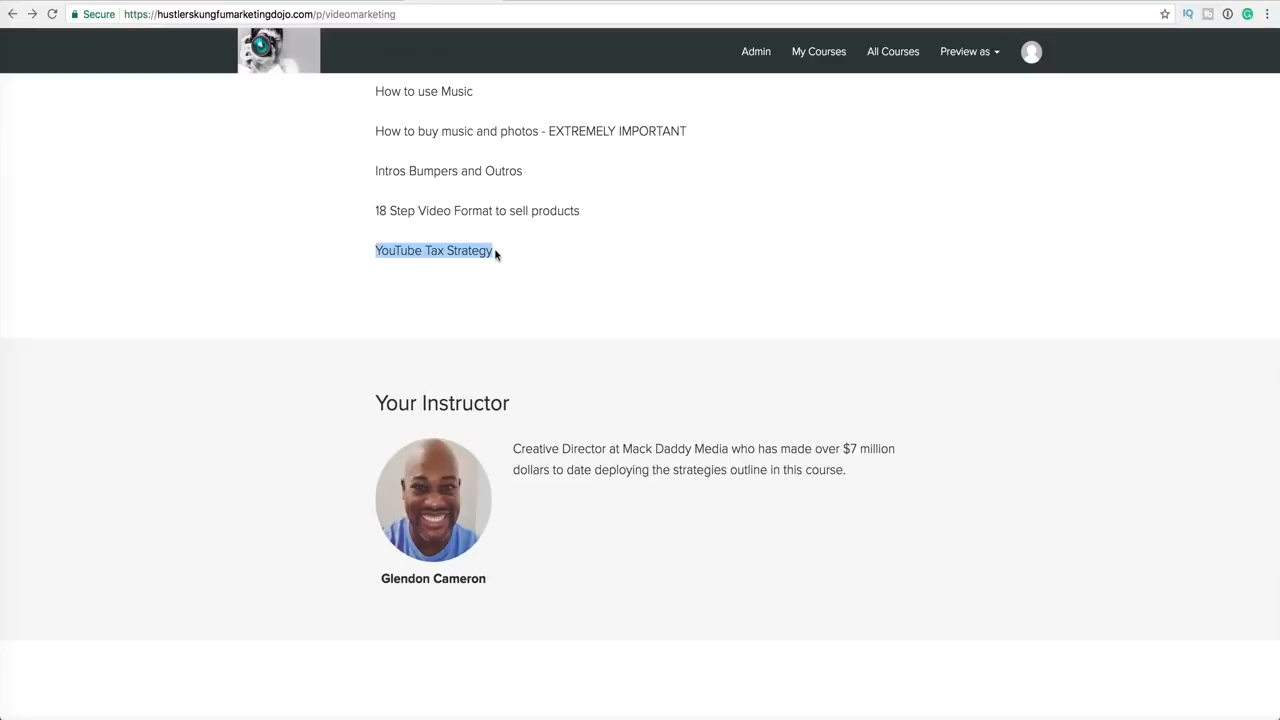 Secure
https://hustlerskungfumarketingdojo.com/p/videomarketing
Admin
My Courses
All Courses
Preview as
How to use Music
How to buy music and photos - EXTREMELY IMPORTANT
Intros Bumpers and Outros
18 Step Video Format to sell products
YouTube Tax Strategy
Your Instructor
Creative Director at Mack Daddy Media who has made over $7 million
dollars to date deploying the strategies outline in this course.
Glendon Cameron